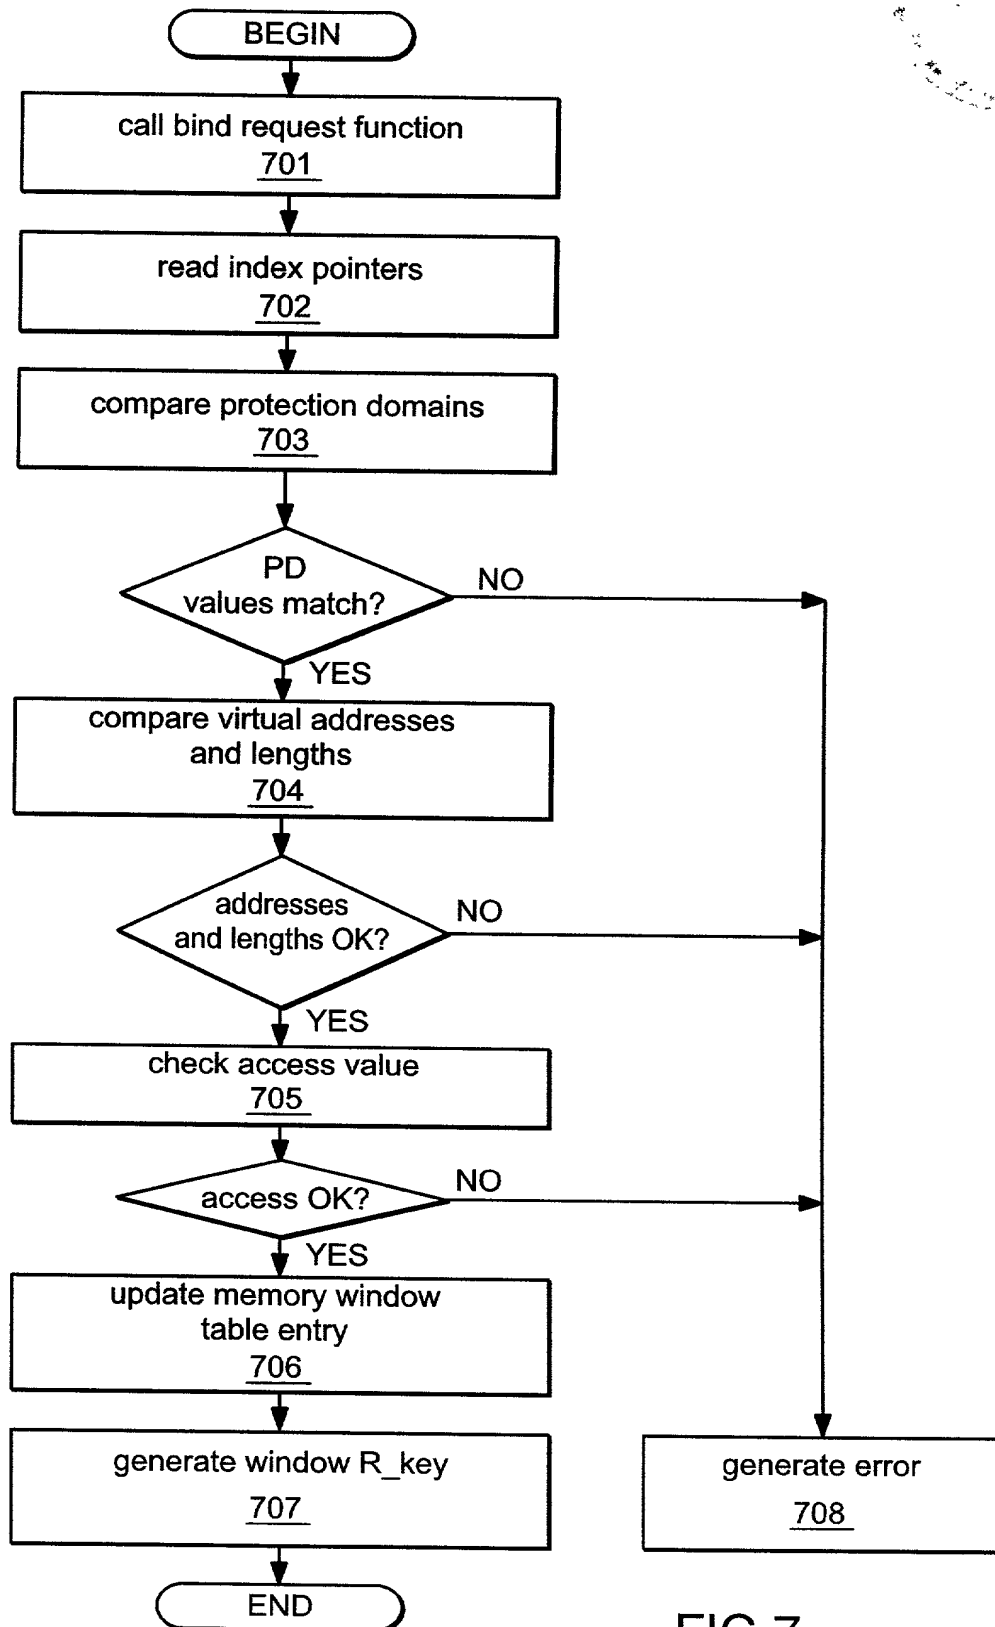 BEGIN
call bind request function
701
read index pointers
702
compare protection domains
703
PD
values match?
NO
YES
compare virtual addresses
and lengths
704
addresses
and lengths OK?
NO
YES
check access value
705
access OK?
NO
YES
update memory window
table entry
706
generate window R_key
707
generate error
708
END
FIG 7